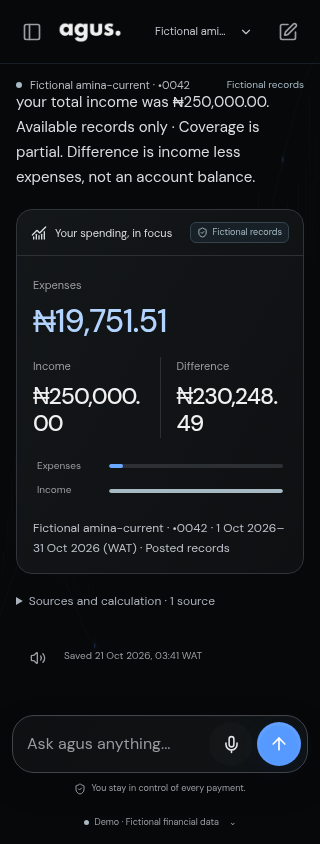 agus.
Fictional ami...
Fictional amina-current · •0042
Fictional records
your total income was ₦250,000.00.
Available records only · Coverage is
partial. Difference is income less
expenses, not an account balance.
Your spending, in focus
Fictional records
Expenses
₦19,751.51
Income
₦250,000.
00
Difference
₦230,248.
49
Expenses
Income
Fictional amina-current · •0042 · 1 Oct 2026–
31 Oct 2026 (WAT) · Posted records
Sources and calculation · 1 source
Saved 21 Oct 2026, 03:41 WAT
Ask agus anything...
You stay in control of every payment.
Demo · Fictional financial data